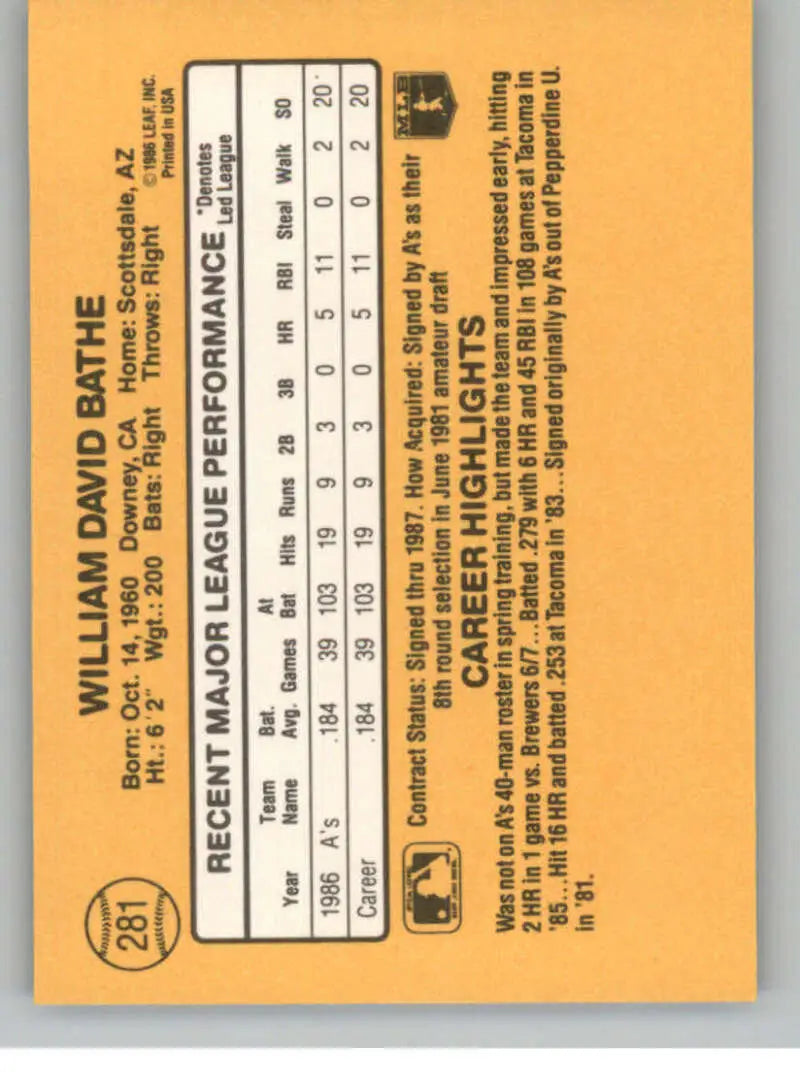 281
WILLIAM DAVID BATHE
Born: Oct. 14, 1960 Downey, CA Home: Scottsdale, AZ
Ht.: 6'2" Wgt.: 200 Bats: Right Throws: Right
© 1986 LEAF, INC.
Printed in USA
RECENT MAJOR LEAGUE PERFORMANCE
*Denotes
Led League
Year Team Name Bat. Avg. Games At Bat Hits Runs 2B 3B HR RBI Steal Walk SO
1986 A's .184 39 103 19 9 3 0 5 11 0 2 20
Career .184 39 103 19 9 3 0 5 11 0 2 20
Contract Status: Signed thru 1987. How Acquired: Signed by A's as their
8th round selection in June 1981 amateur draft
MLB
CAREER HIGHLIGHTS
Was not on A's 40-man roster in spring training, but made the team and impressed early, hitting
2 HR in 1 game vs. Brewers 6/7...Batted .279 with 6 HR and 45 RBI in 108 games at Tacoma in
'85...Hit 16 HR and batted .253 at Tacoma in '83...Signed originally by A's out of Pepperdine U.
in '81.